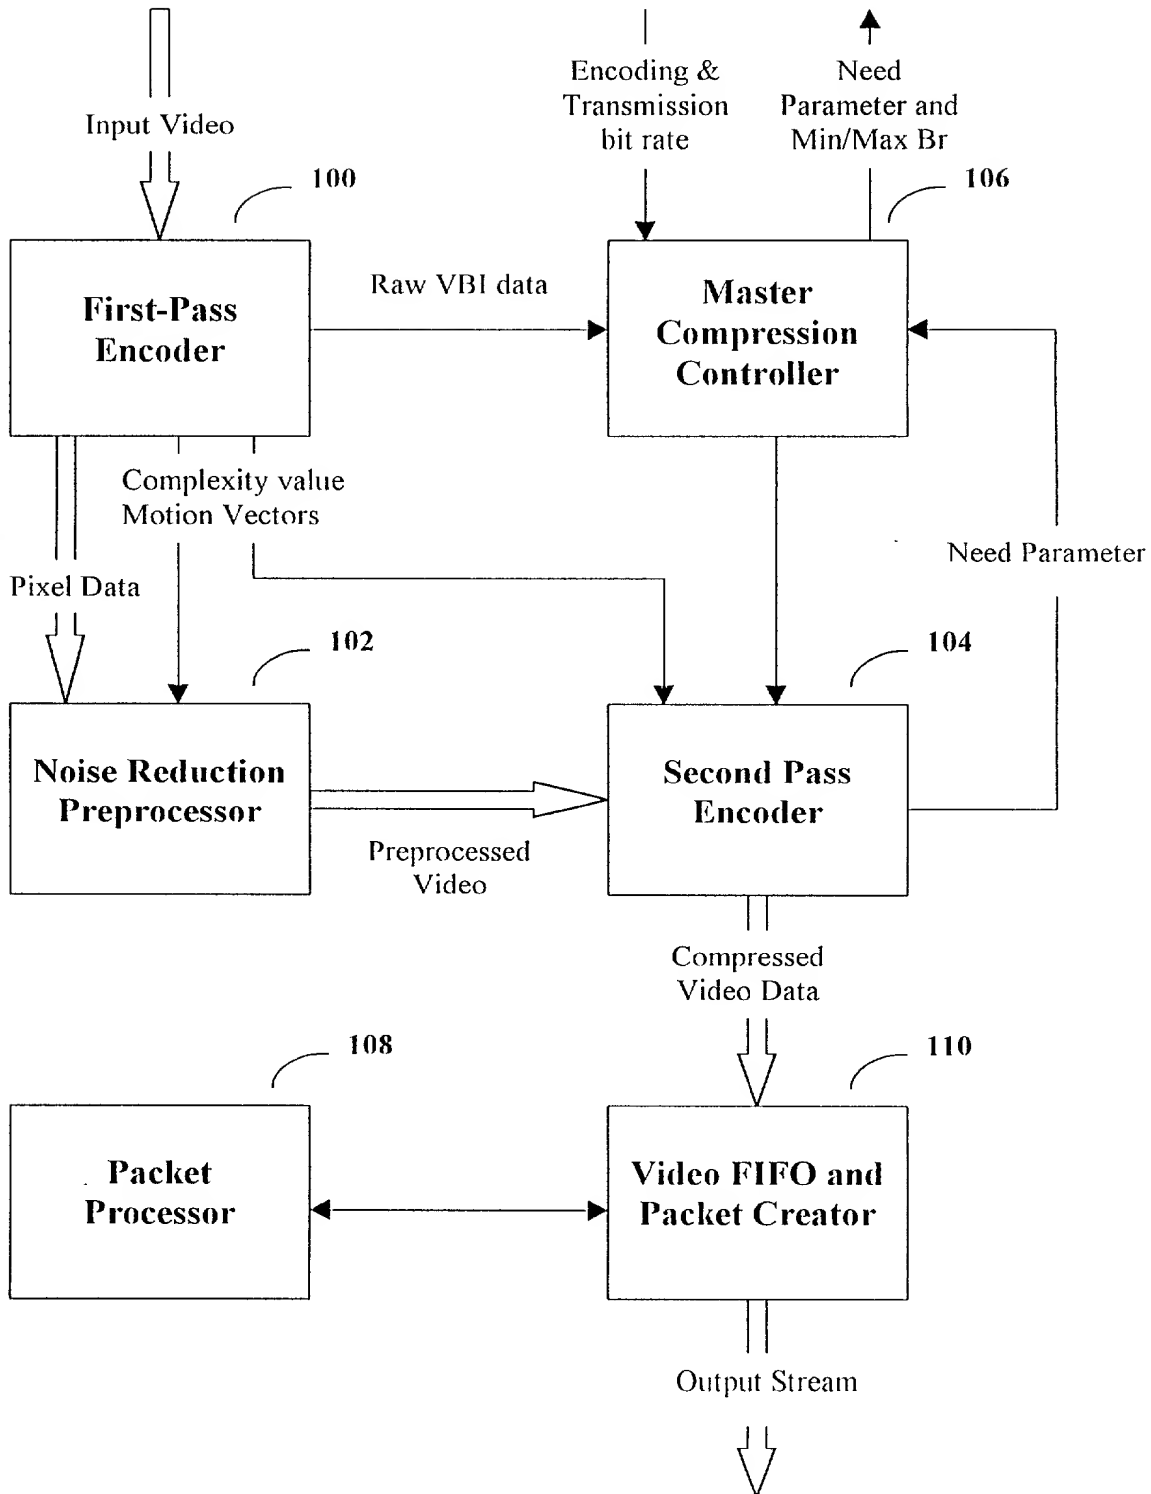 Input Video
Encoding &
Transmission
bit rate
Need
Parameter and
Min/Max Br
100
106
First-Pass
Encoder
Raw VBI data
Master
Compression
Controller
Complexity value
Motion Vectors
Pixel Data
Need Parameter
102
104
Noise Reduction
Preprocessor
Second Pass
Encoder
Preprocessed
Video
Compressed
Video Data
108
110
Packet
Processor
Video FIFO and
Packet Creator
Output Stream